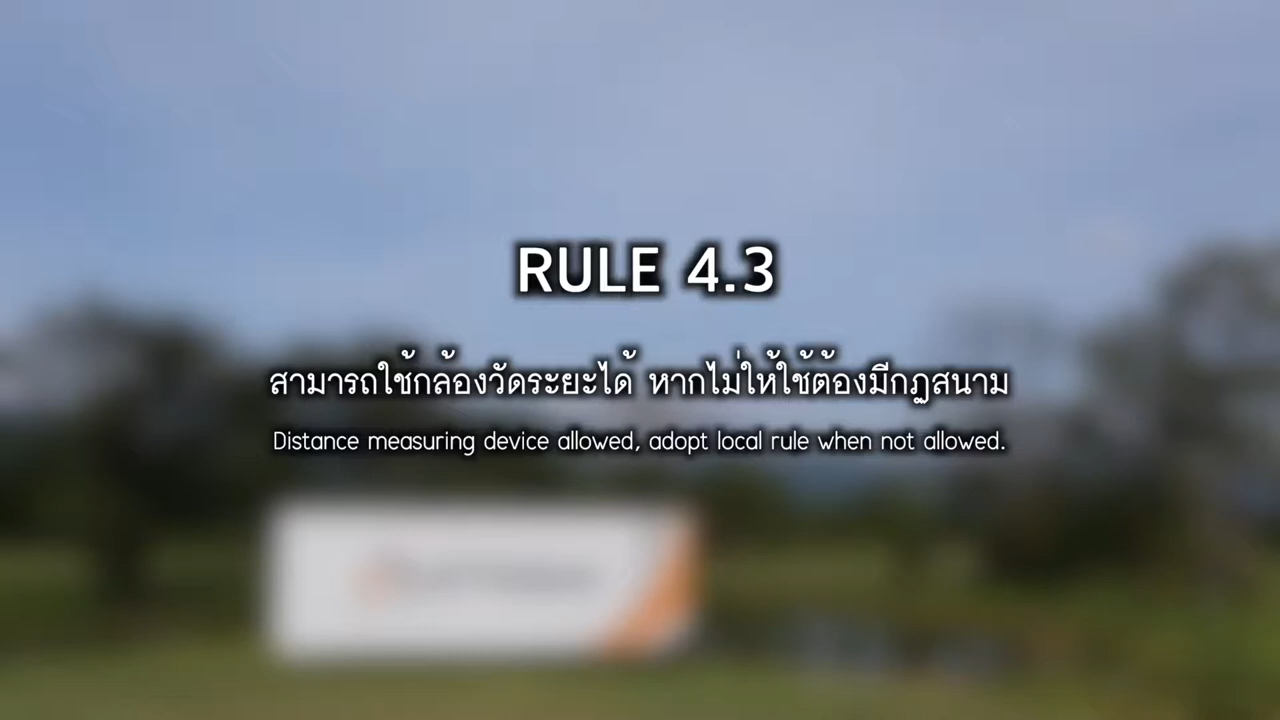 RULE 4.3
สามารถใช้กล้องวัดระยะได้ หากไม่ให้ใช้ต้องมีกฎสนาม
Distance measuring device allowed, adopt local rule when not allowed.